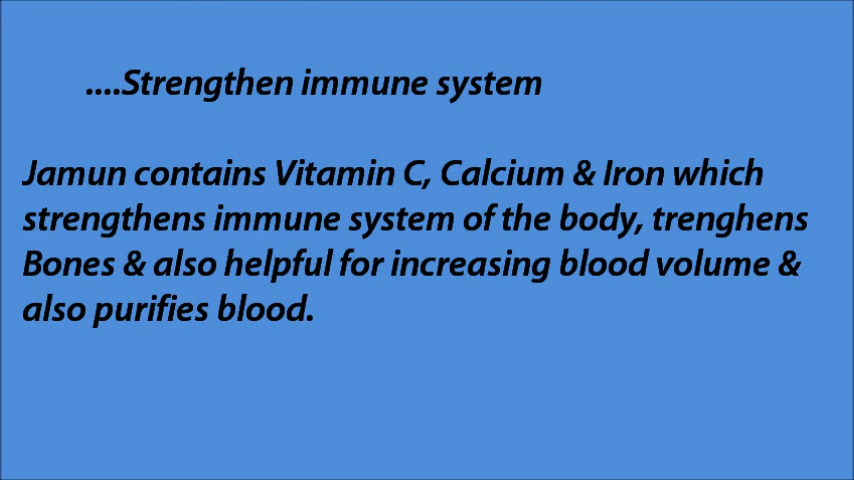 ....Strengthen immune system
Jamun contains Vitamin C, Calcium & Iron which
strengthens immune system of the body, trenghens
Bones & also helpful for increasing blood volume &
also purifies blood.